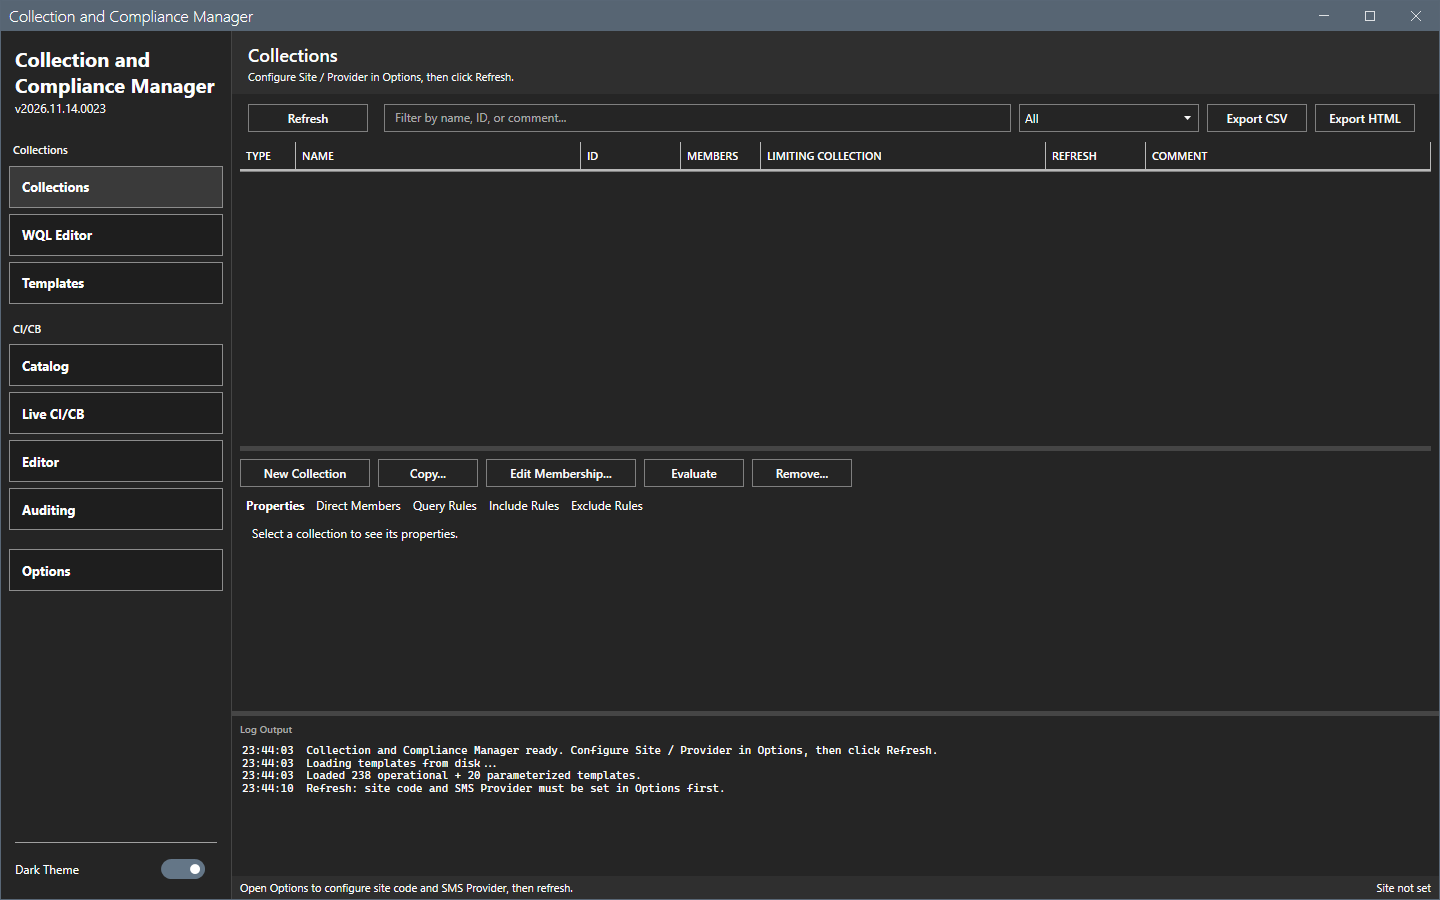 Collection and Compliance Manager
Collection and
Compliance Manager
v2026.11.14.0023
Collections
Collections
WQL Editor
Templates
CI/CB
Catalog
Live CI/CB
Editor
Auditing
Options
Dark Theme
Collections
Configure Site / Provider in Options, then click Refresh.
Refresh
Filter by name, ID, or comment...
All
Export CSV
Export HTML
TYPE NAME ID MEMBERS LIMITING COLLECTION REFRESH COMMENT
New Collection
Copy...
Edit Membership...
Evaluate
Remove...
Properties Direct Members Query Rules Include Rules Exclude Rules
Select a collection to see its properties.
Log Output
23:44:03 Collection and Compliance Manager ready. Configure Site / Provider in Options, then click Refresh.
23:44:03 Loading templates from disk...
23:44:03 Loaded 238 operational + 20 parameterized templates.
23:44:10 Refresh: site code and SMS Provider must be set in Options first.
Open Options to configure site code and SMS Provider, then refresh.
Site not set